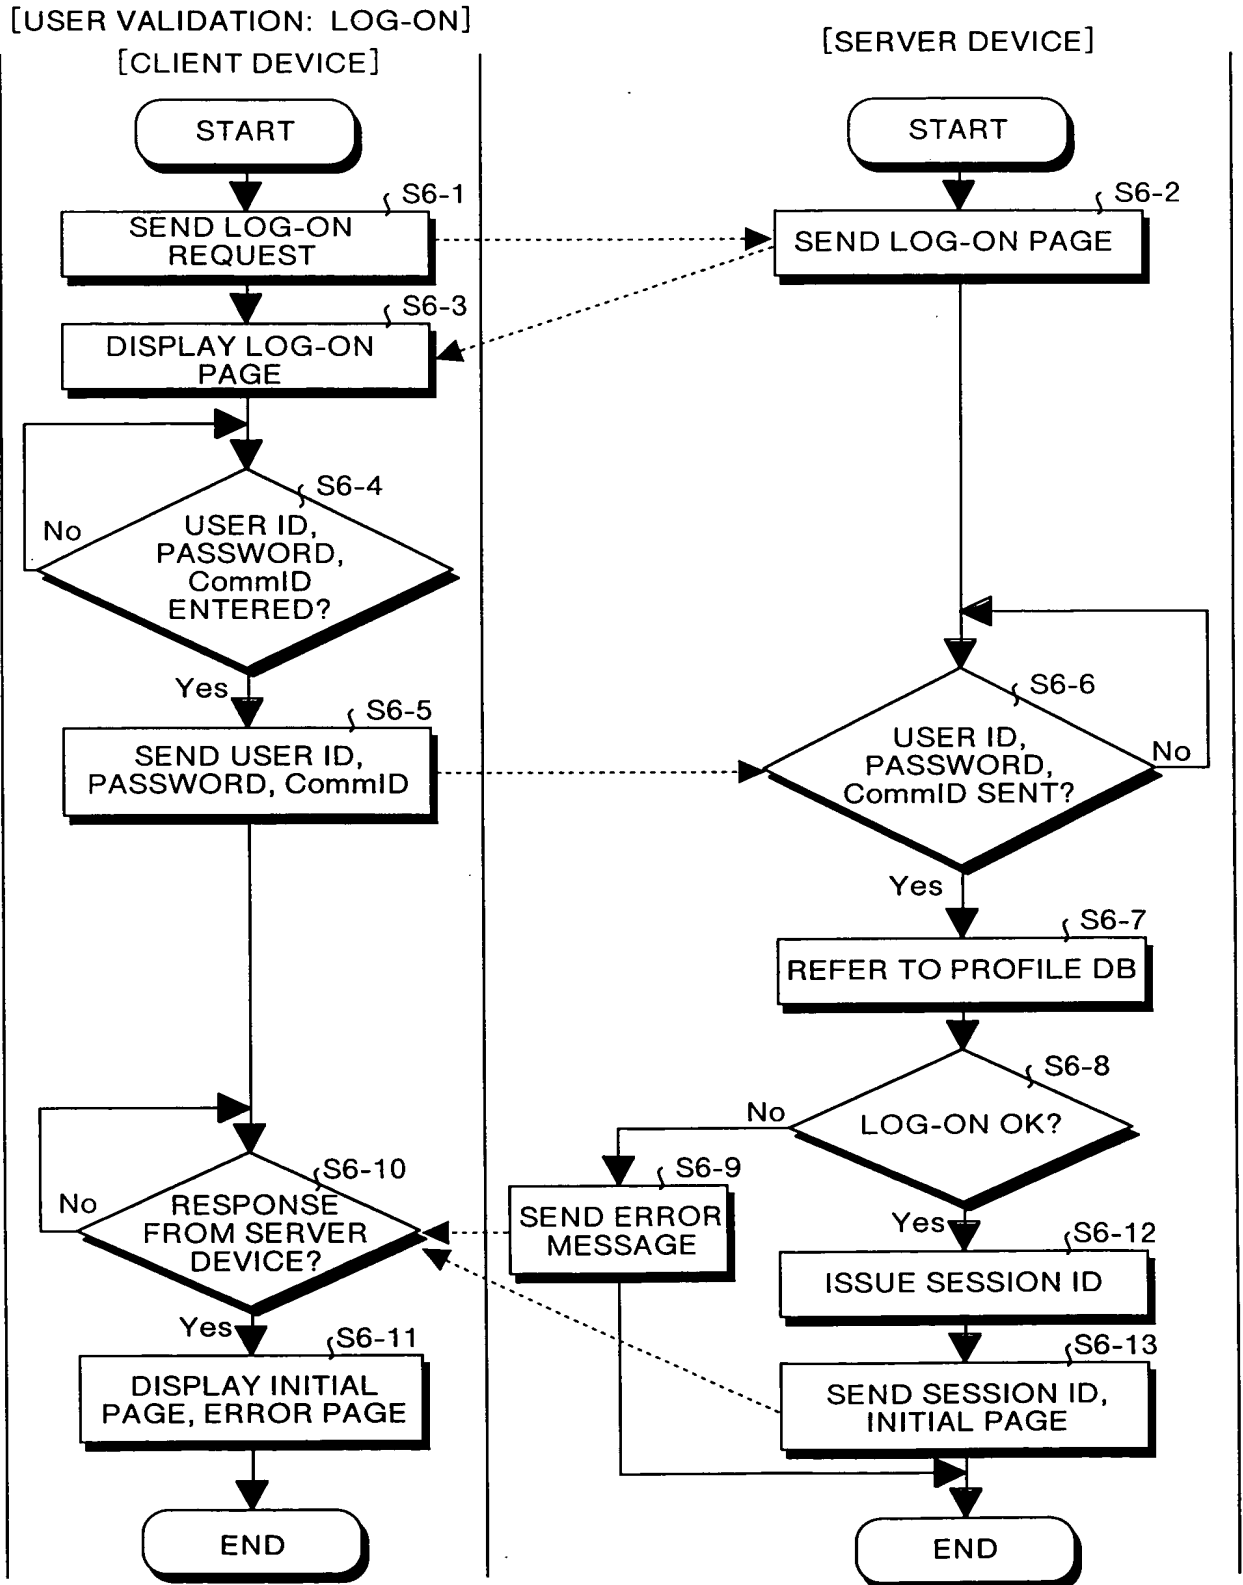 [USER VALIDATION: LOG-ON]
[CLIENT DEVICE]
START
S6-1
SEND LOG-ON
REQUEST
S6-3
DISPLAY LOG-ON
PAGE
S6-4
No
USER ID,
PASSWORD,
CommID
ENTERED?
Yes
S6-5
SEND USER ID,
PASSWORD, CommID
S6-10
No
RESPONSE
FROM SERVER
DEVICE?
Yes
S6-11
DISPLAY INITIAL
PAGE, ERROR PAGE
END
[SERVER DEVICE]
START
S6-2
SEND LOG-ON PAGE
S6-6
USER ID,
PASSWORD,
CommID SENT?
No
Yes
S6-7
REFER TO PROFILE DB
S6-8
No
LOG-ON OK?
S6-9
SEND ERROR
MESSAGE
Yes
S6-12
ISSUE SESSION ID
S6-13
SEND SESSION ID,
INITIAL PAGE
END